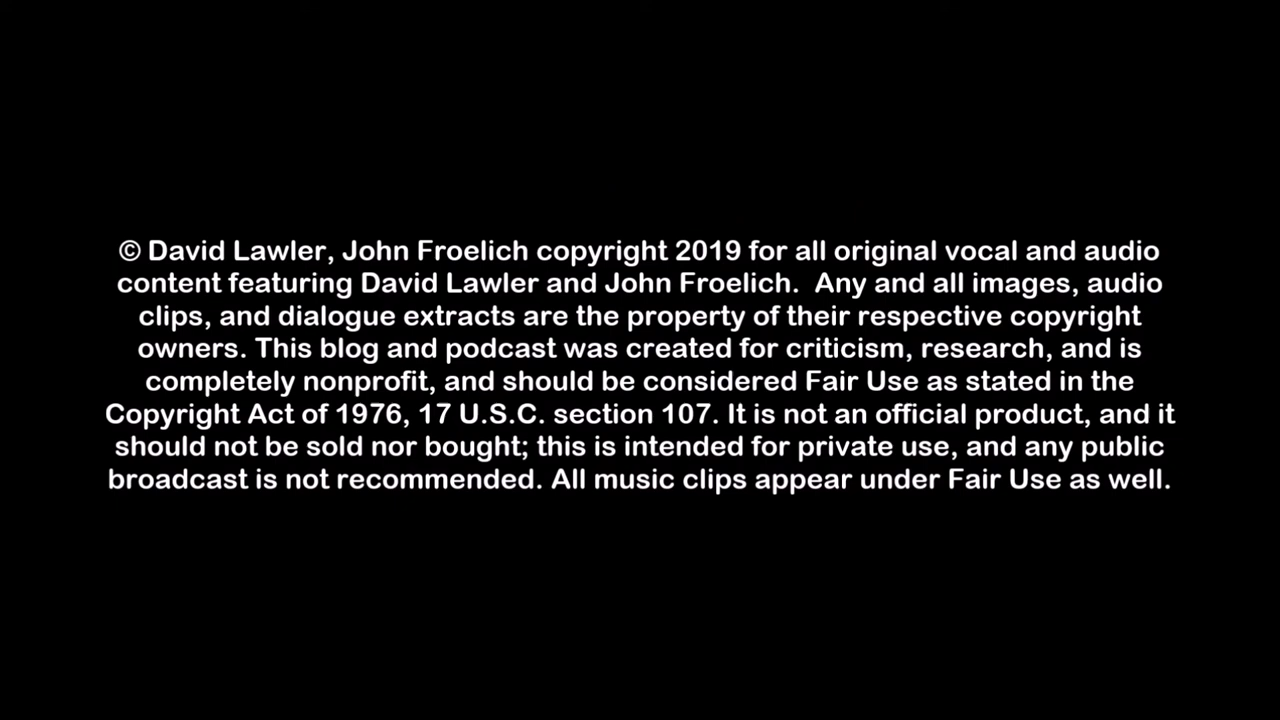 © David Lawler, John Froelich copyright 2019 for all original vocal and audio
content featuring David Lawler and John Froelich.  Any and all images, audio
clips, and dialogue extracts are the property of their respective copyright
owners. This blog and podcast was created for criticism, research, and is
completely nonprofit, and should be considered Fair Use as stated in the
Copyright Act of 1976, 17 U.S.C. section 107. It is not an official product, and it
should not be sold nor bought; this is intended for private use, and any public
broadcast is not recommended. All music clips appear under Fair Use as well.